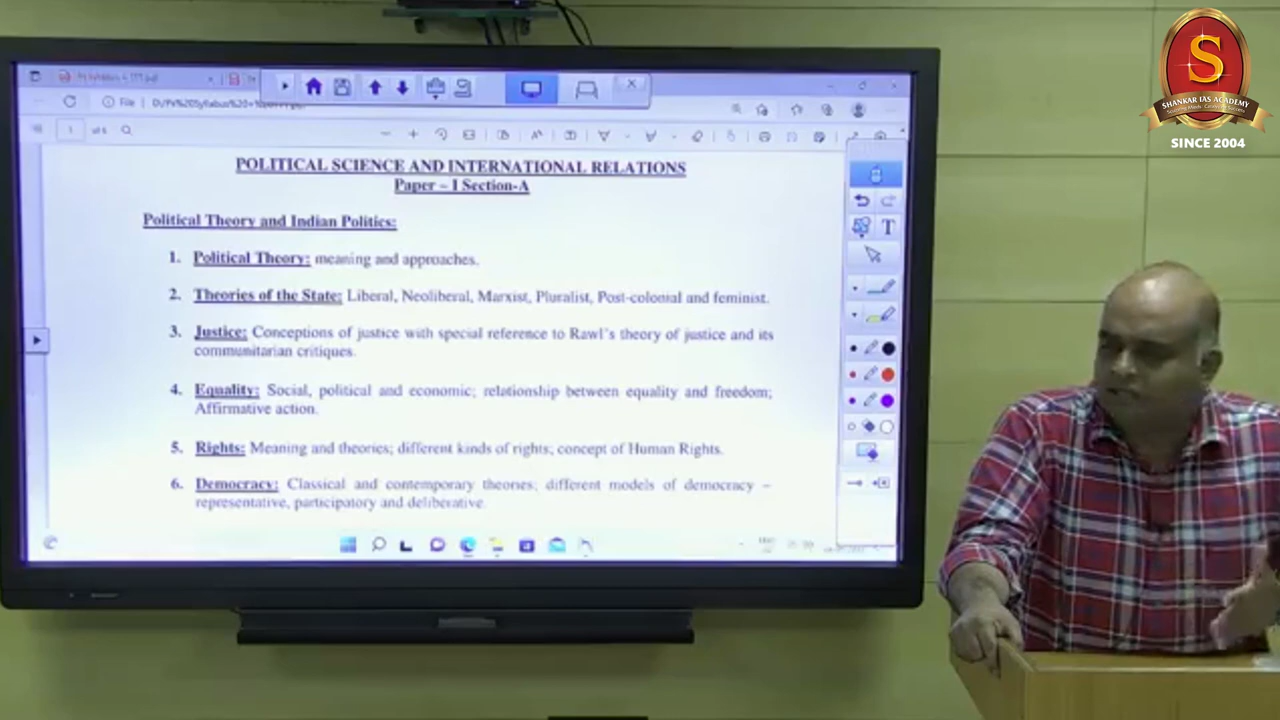 SHANKAR IAS ACADEMY
SINCE 2004
File
POLITICAL SCIENCE AND INTERNATIONAL RELATIONS
Paper – I Section-A
Political Theory and Indian Politics:
1. Political Theory: meaning and approaches.
2. Theories of the State: Liberal, Neoliberal, Marxist, Pluralist, Post-colonial and feminist.
3. Justice: Conceptions of justice with special reference to Rawl's theory of justice and its
communitarian critiques.
4. Equality: Social, political and economic; relationship between equality and freedom;
Affirmative action.
5. Rights: Meaning and theories; different kinds of rights; concept of Human Rights.
6. Democracy: Classical and contemporary theories; different models of democracy –
representative, participatory and deliberative.